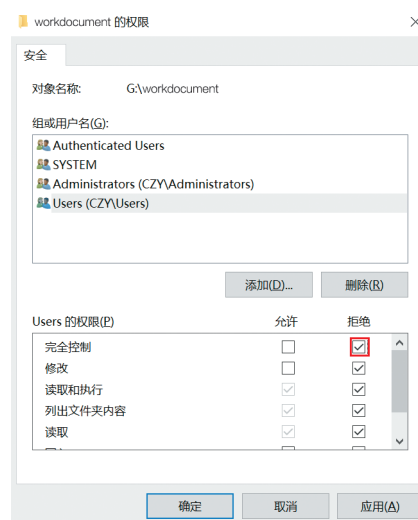 workdocument 的权限
安全
对象名称: G:\workdocument
组或用户名(G):
Authenticated Users
SYSTEM
Administrators (CZY\Administrators)
Users (CZY\Users)
添加(D)... 删除(R)
Users 的权限(P) 允许 拒绝
完全控制
修改
读取和执行
列出文件夹内容
读取
确定 取消 应用(A)